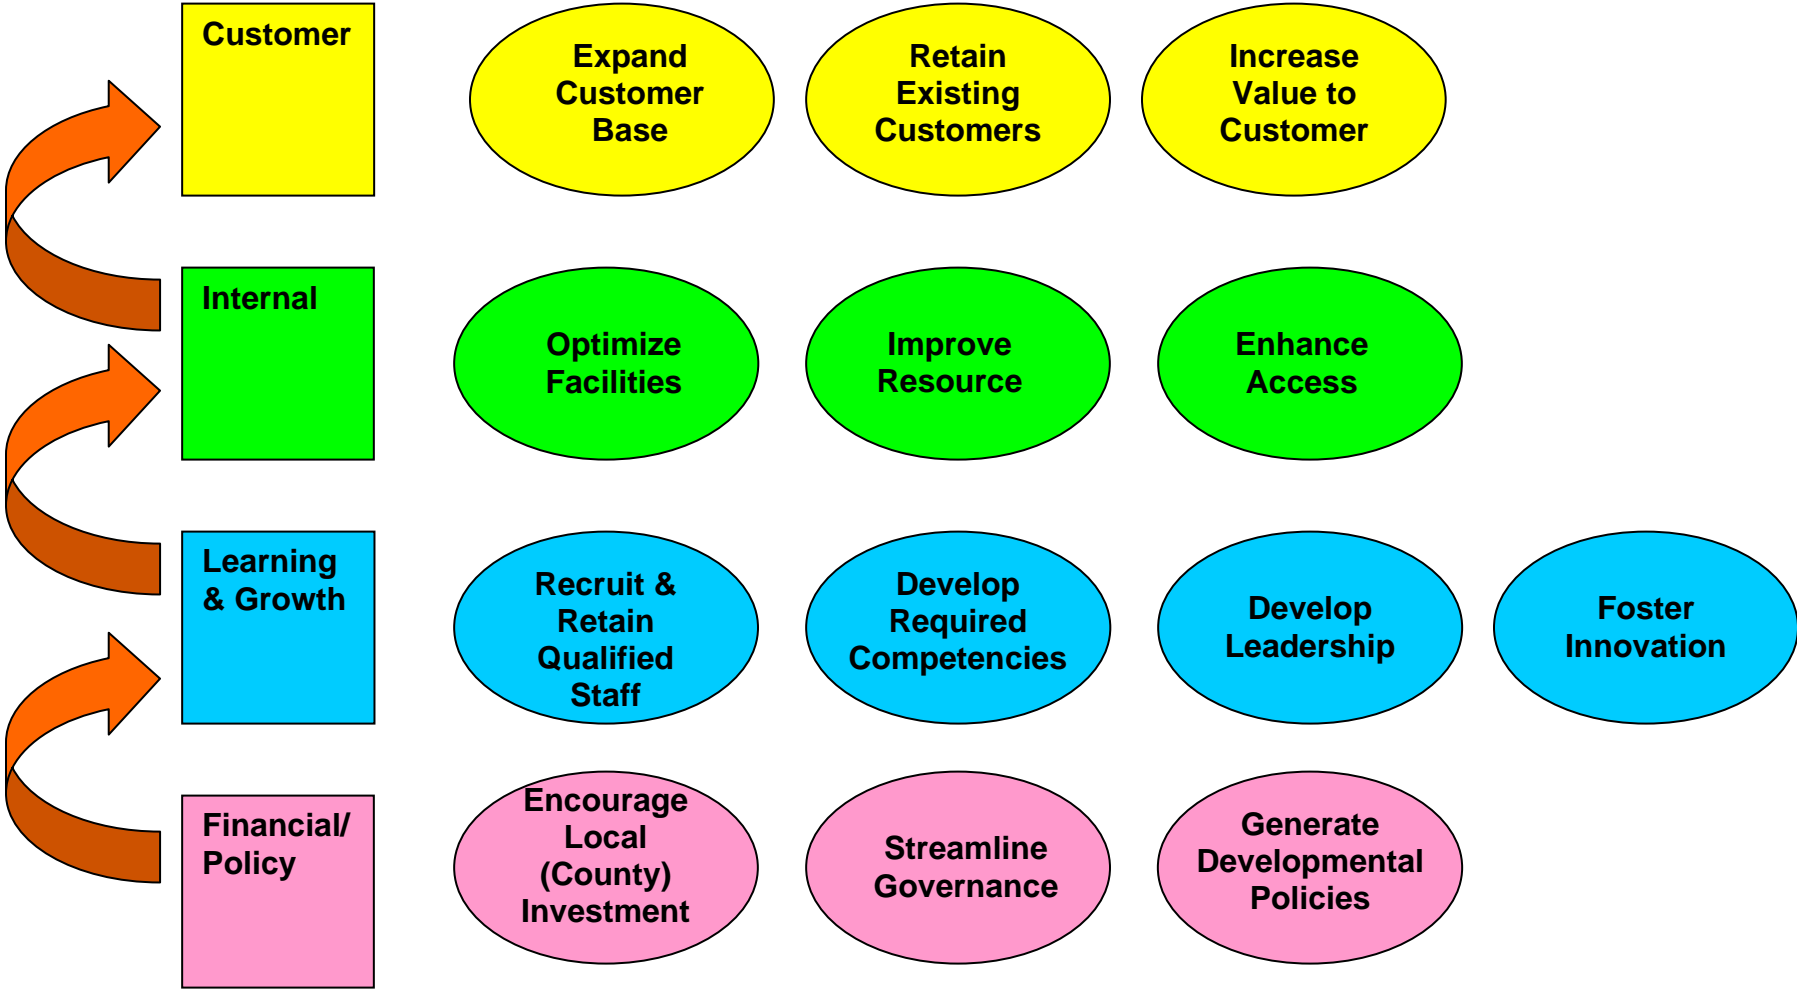 Customer
Expand
Customer
Base
Retain
Existing
Customers
Increase
Value to
Customer
Internal
Optimize
Facilities
Improve
Resource
Enhance
Access
Learning
& Growth
Recruit &
Retain
Qualified
Staff
Develop
Required
Competencies
Develop
Leadership
Foster
Innovation
Financial/
Policy
Encourage
Local
(County)
Investment
Streamline
Governance
Generate
Developmental
Policies